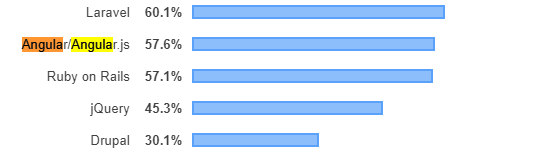 Laravel 60.1%
Angular/Angular.js 57.6%
Ruby on Rails 57.1%
jQuery 45.3%
Drupal 30.1%